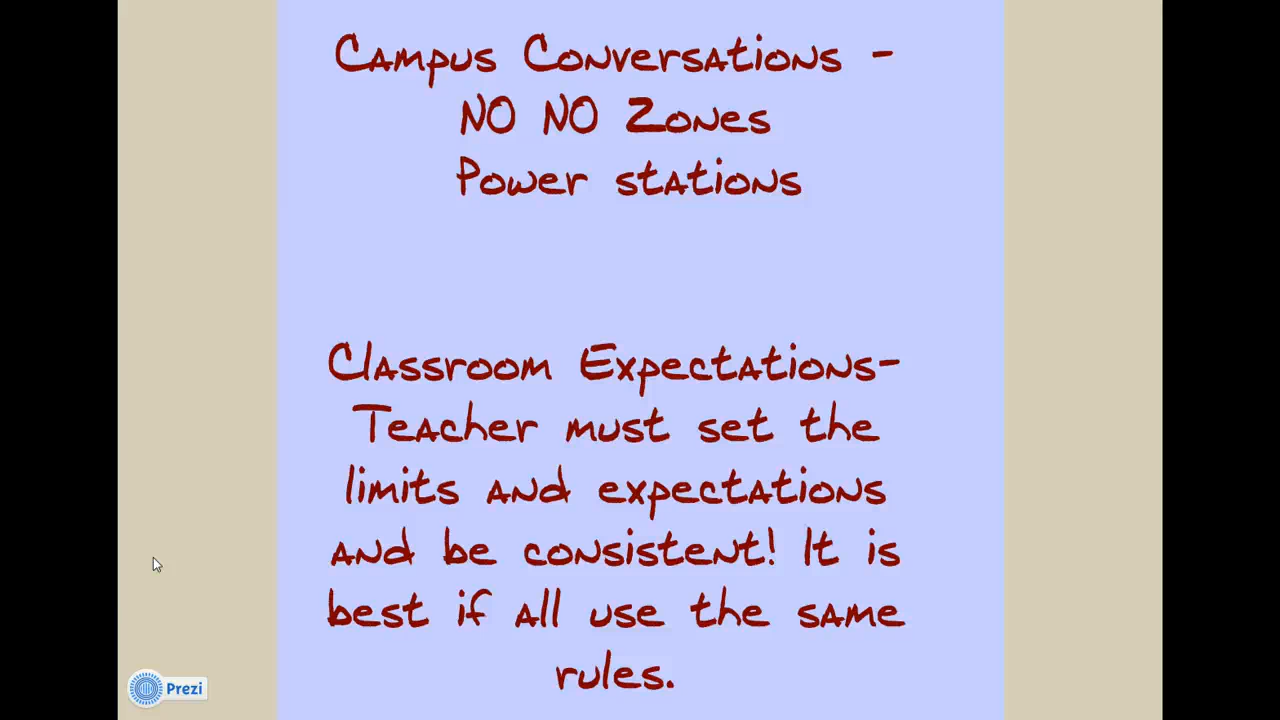 Campus Conversations -
NO NO Zones
Power stations
Classroom Expectations-
Teacher must set the
limits and expectations
and be consistent! It is
best if all use the same
rules.
Prezi